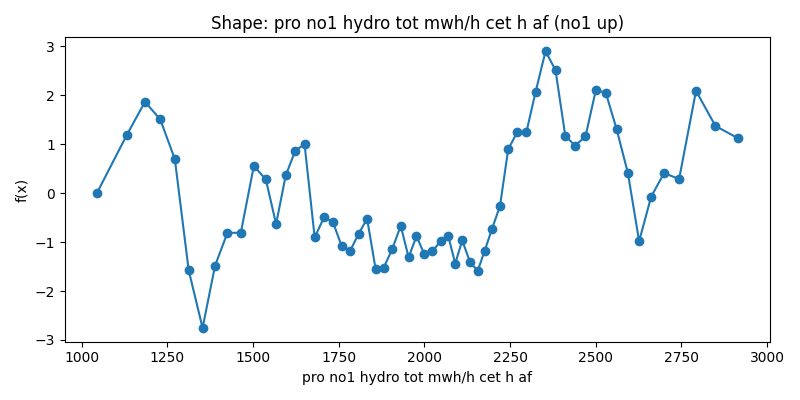 Shape: pro no1 hydro tot mwh/h cet h af (no1 up)
3
2
1
0
−1
−2
−3
f(x)
1000 1250 1500 1750 2000 2250 2500 2750 3000
pro no1 hydro tot mwh/h cet h af